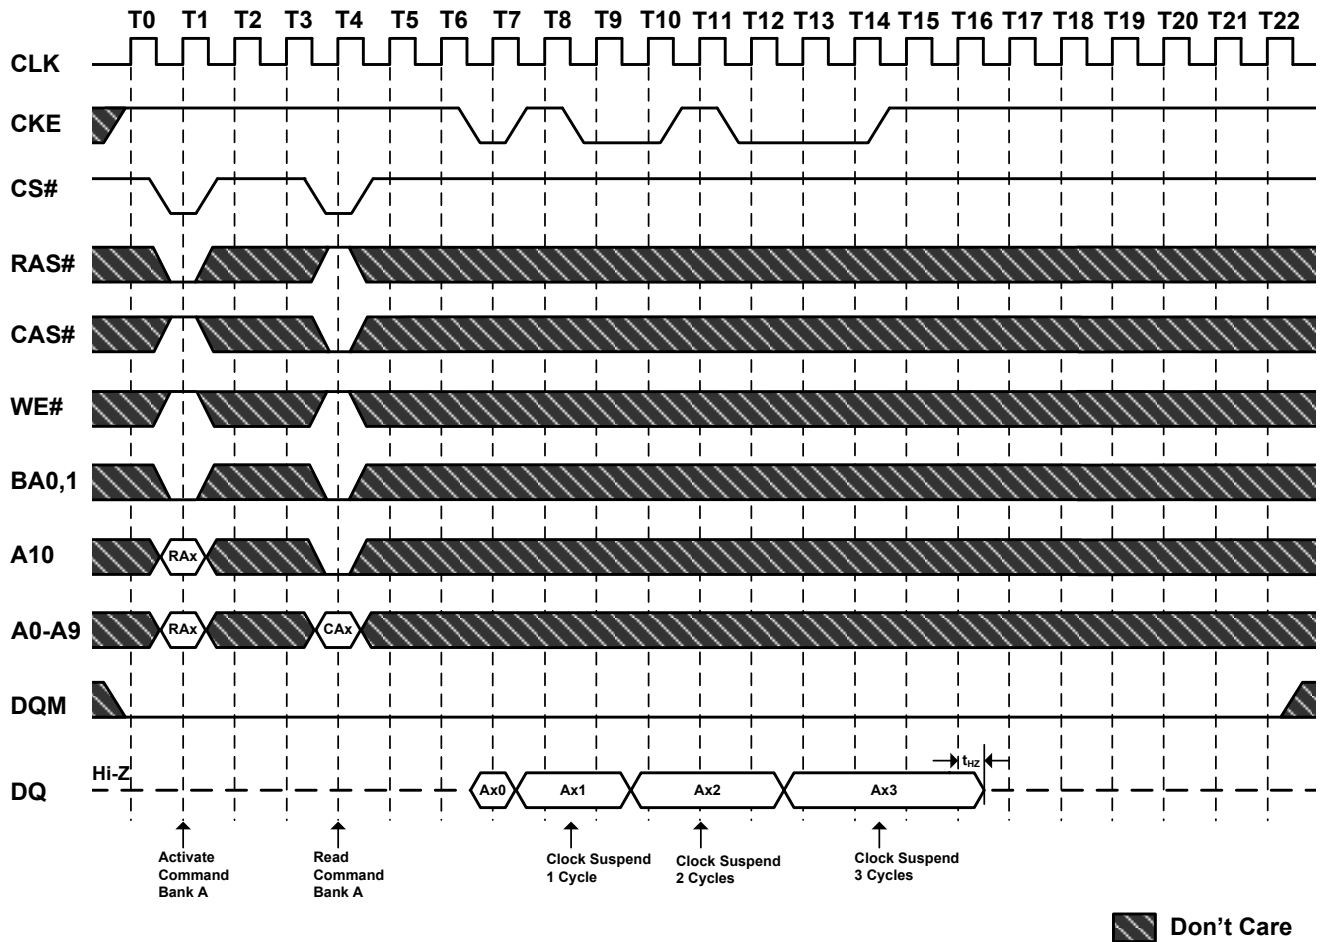 T0 T1 T2 T3 T4 T5 T6 T7 T8 T9 T10 T11 T12 T13 T14 T15 T16 T17 T18 T19 T20 T21 T22
CLK
CKE
CS#
RAS#
CAS#
WE#
BA0,1
A10 RAx
A0-A9 RAx CAx
DQM
tHZ
Hi-Z
DQ Ax0 Ax1 Ax2 Ax3
Activate
Command
Bank A
Read
Command
Bank A
Clock Suspend
1 Cycle
Clock Suspend
2 Cycles
Clock Suspend
3 Cycles
Don't Care